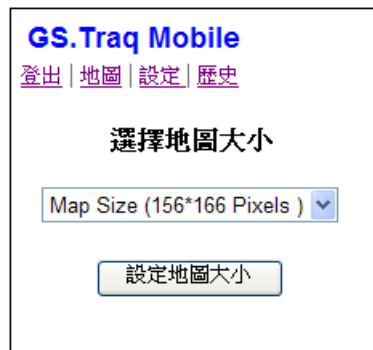 GS.Traq Mobile
登出 | 地圖 | 設定 | 歷史
選擇地圖大小
Map Size (156*166 Pixels )
設定地圖大小